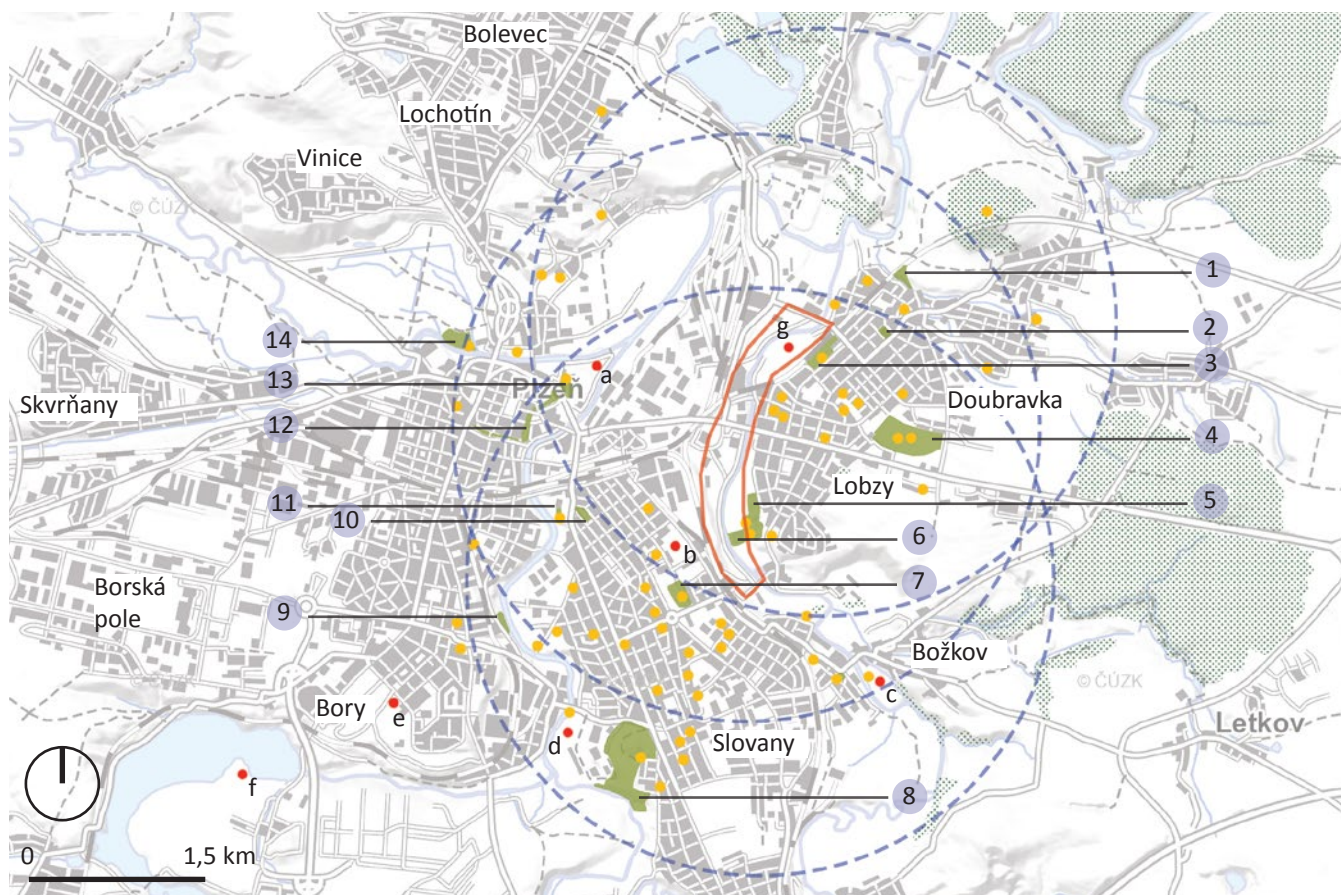 Bolevec
Lochotín
Vinice
© ČÚZK
ČÚZK
1
g
2
14
3
a
13
Plzeň
Skvrňany
Doubravka
12
4
Lobzy
11
5
10
b
6
7
Borská
pole
9
Božkov
© ČÚZK
c
Bory
e
Letkov
d
Slovany
f
8
0
1,5 km